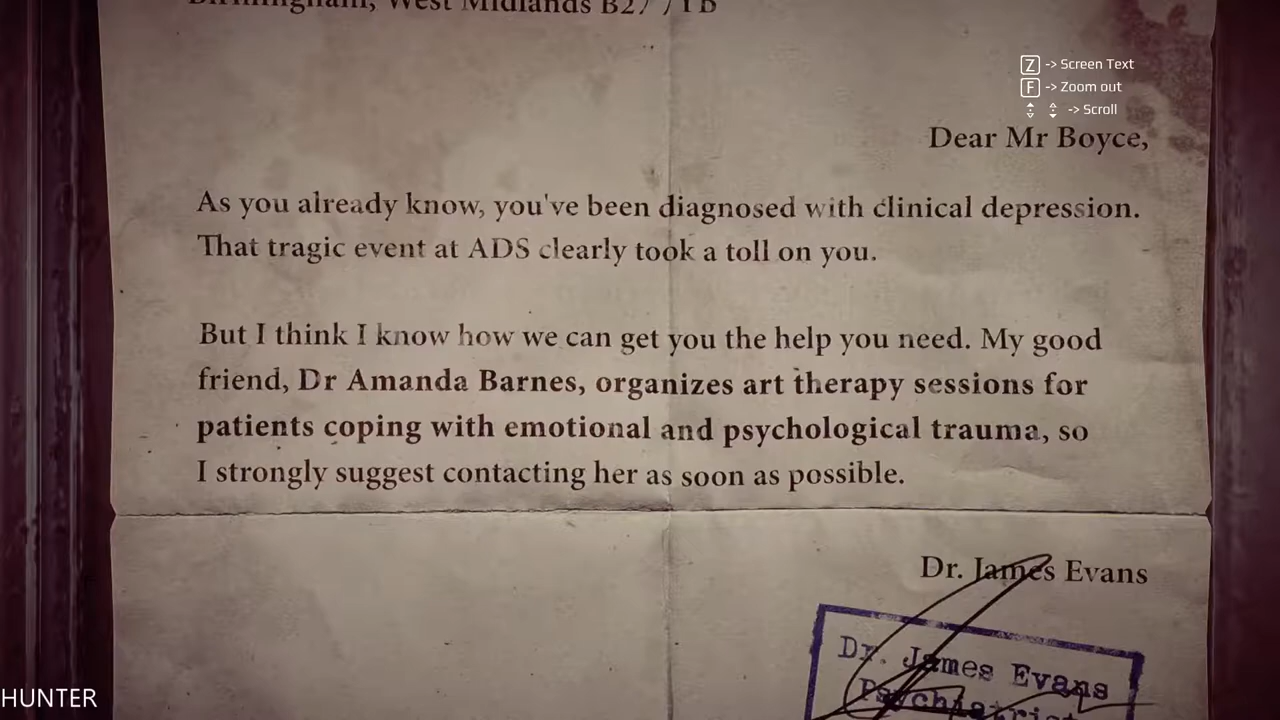 Birmingham, West Midlands B27 7TB
Z -> Screen Text
F -> Zoom out
-> Scroll
Dear Mr Boyce,
As you already know, you've been diagnosed with clinical depression.
That tragic event at ADS clearly took a toll on you.
But I think I know how we can get you the help you need. My good
friend, Dr Amanda Barnes, organizes art therapy sessions for
patients coping with emotional and psychological trauma, so
I strongly suggest contacting her as soon as possible.
Dr. James Evans
Dr. James Evans
Psychiatrist
HUNTER